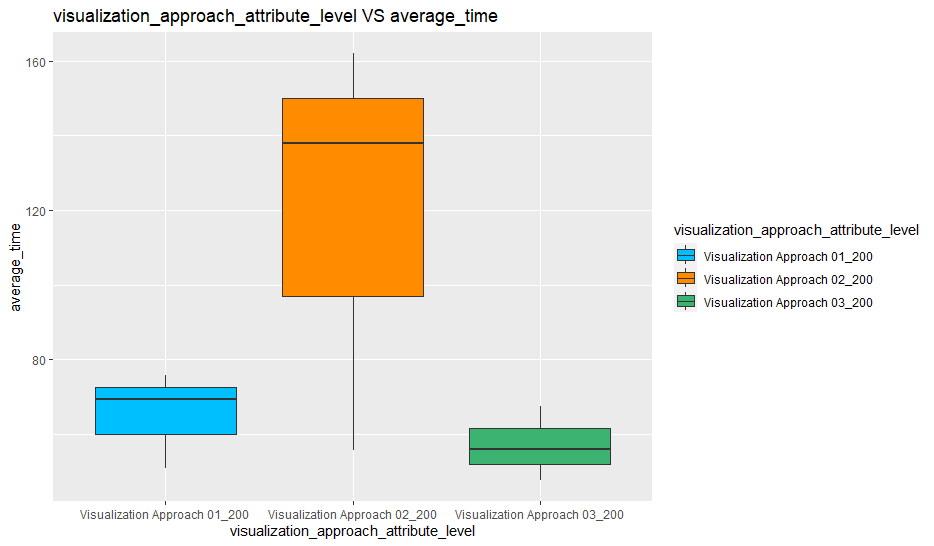 visualization_approach_attribute_level VS average_time
160
120
80
average_time
Visualization Approach 01_200
Visualization Approach 02_200
Visualization Approach 03_200
visualization_approach_attribute_level
visualization_approach_attribute_level
Visualization Approach 01_200
Visualization Approach 02_200
Visualization Approach 03_200